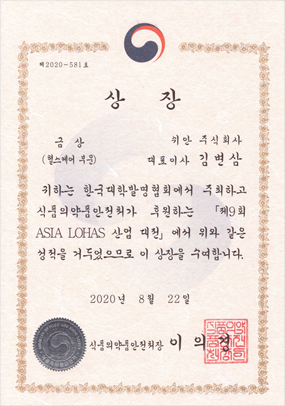 제2020-581호
상 장
금 상
(헬스케어 부문)
위안 주식회사
대표이사 김변삼
귀하는 한국대학발명협회에서 주최하고
식품의약품안전처가 후원하는 「제9회
ASIA LOHAS 산업 대전」에서 위와 같은
성적을 거두었으므로 이 상장을 수여합니다.
2020년 8월 22일
식품의약품안전처장 이 의 경